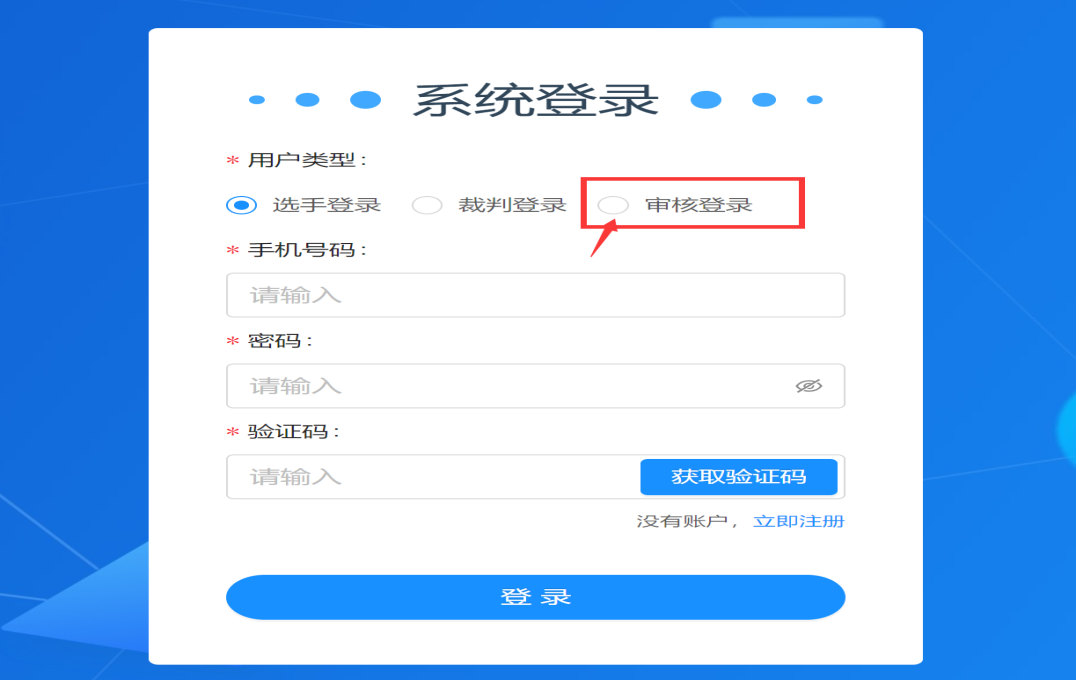 系统登录
* 用户类型:
选手登录 裁判登录 审核登录
* 手机号码:
请输入
* 密码:
请输入
* 验证码:
请输入 获取验证码
没有账户，立即注册
登 录